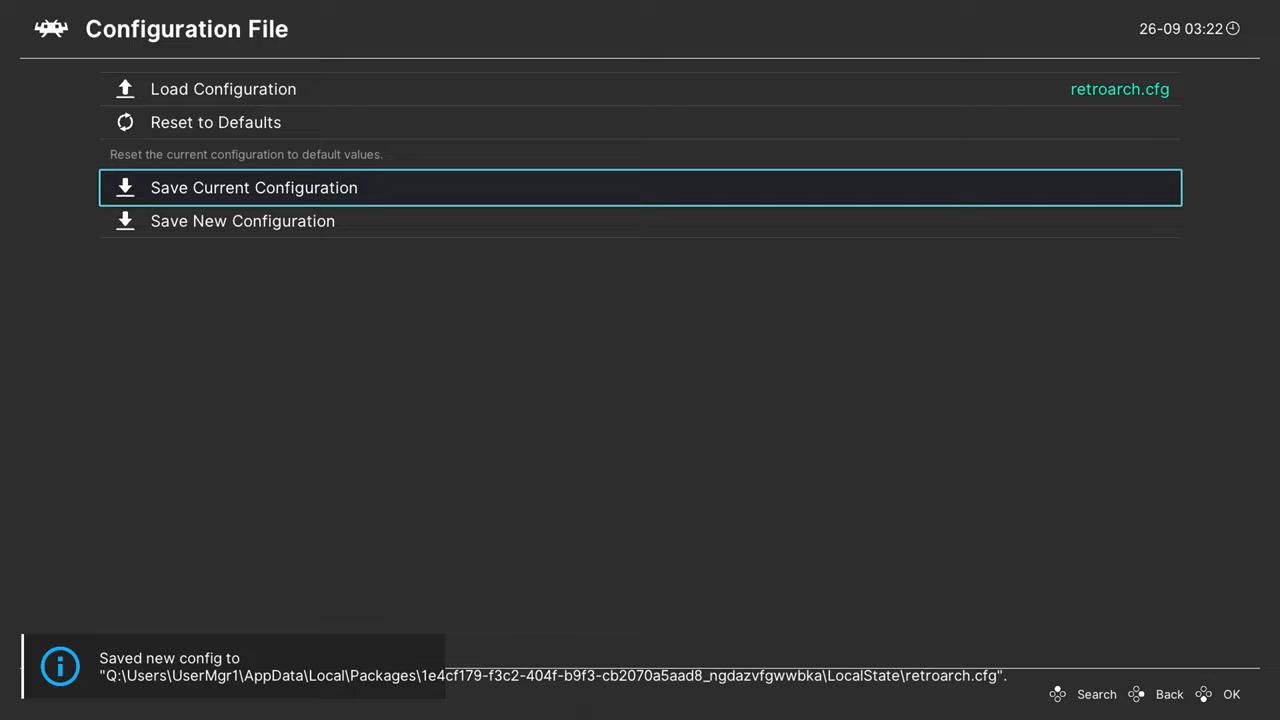 Configuration File
26-09 03:22
Load Configuration
retroarch.cfg
Reset to Defaults
Reset the current configuration to default values.
Save Current Configuration
Save New Configuration
Saved new config to
"Q:\Users\UserMgr1\AppData\Local\Packages\1e4cf179-f3c2-404f-b9f3-cb2070a5aad8_ngdazvfgwwbka\LocalState\retroarch.cfg".
Search
Back
OK